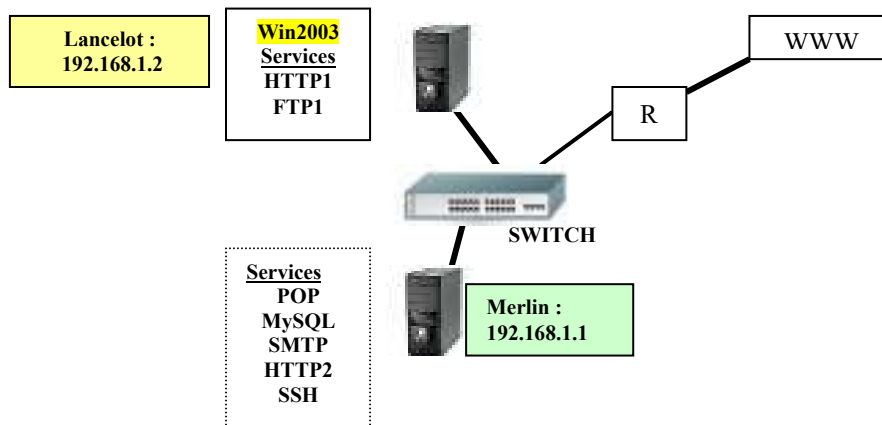 Lancelot :
192.168.1.2
Win2003
Services
HTTP1
FTP1
WWW
R
SWITCH
Services
POP
MySQL
SMTP
HTTP2
SSH
Merlin :
192.168.1.1